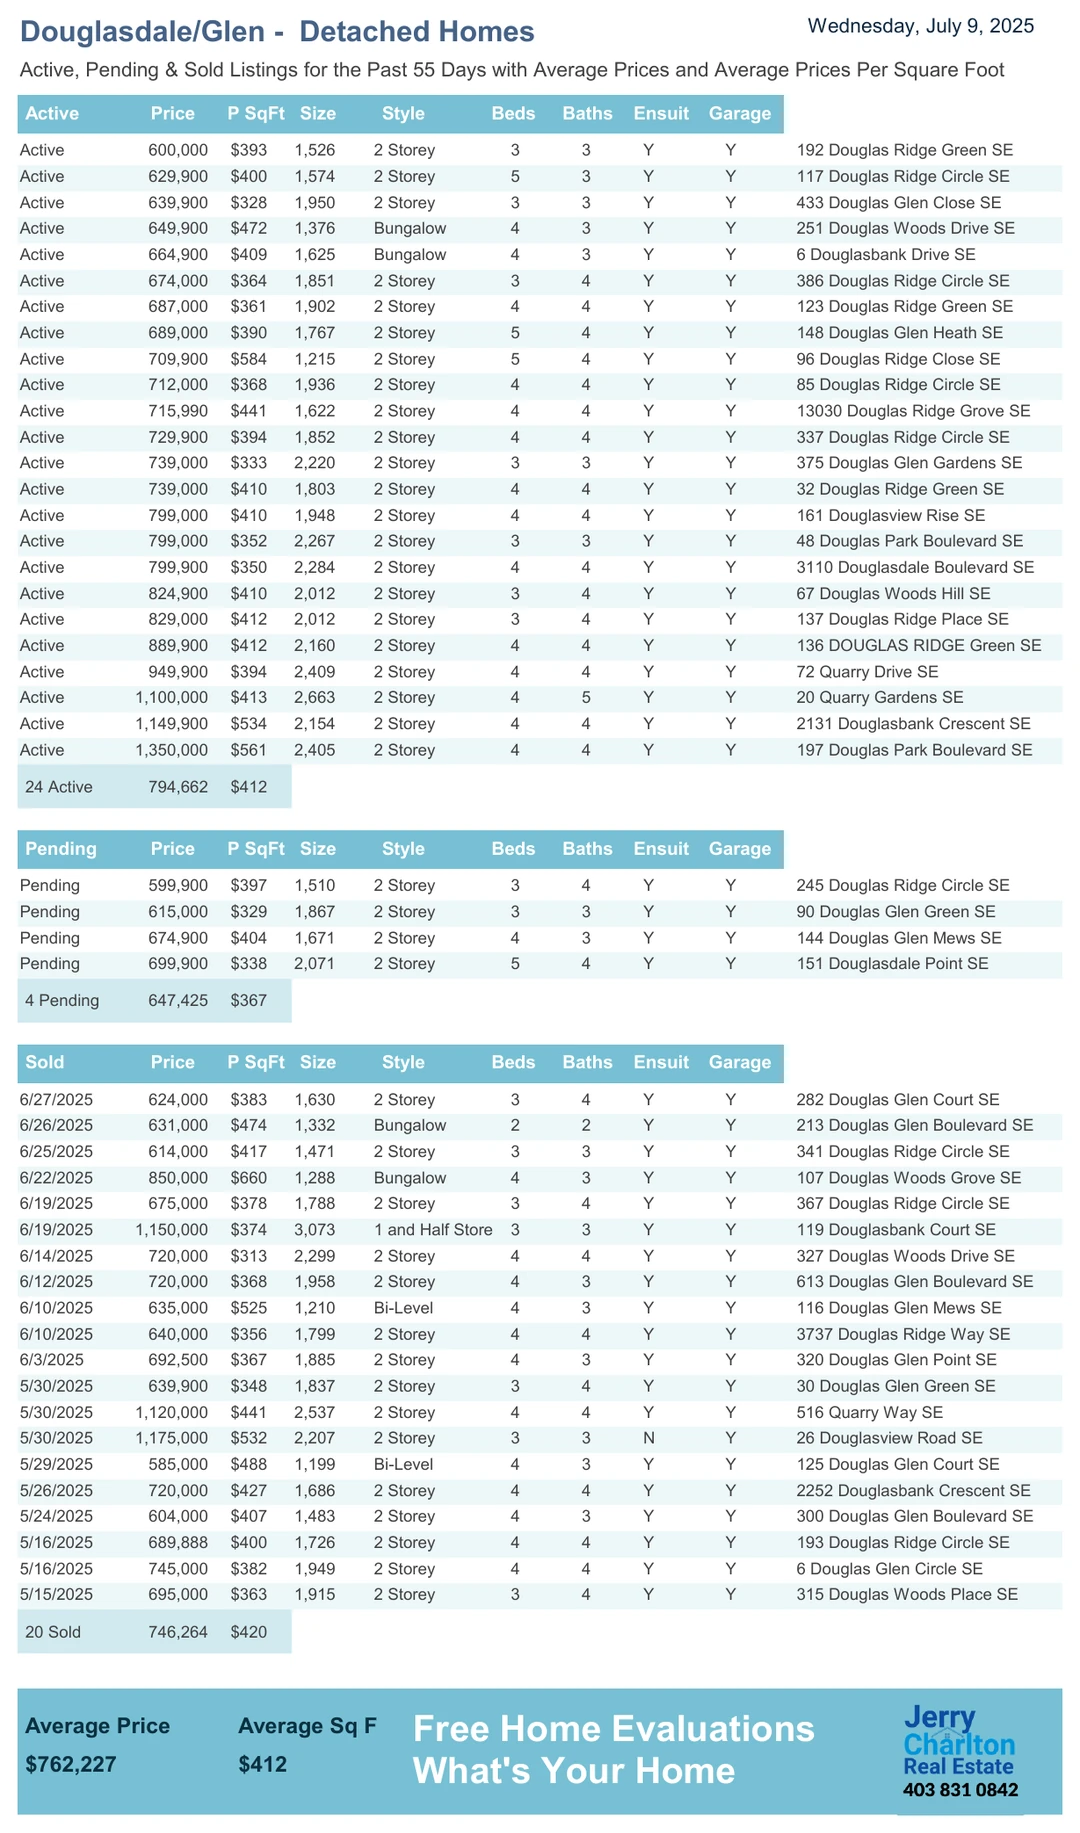 Douglasdale/Glen -  Detached Homes
Wednesday, July 9, 2025
Active, Pending & Sold Listings for the Past 55 Days with Average Prices and Average Prices Per Square Foot
Active Price P SqFt Size Style Beds Baths Ensuit Garage
Active 600,000 $393 1,526 2 Storey 3 3 Y Y 192 Douglas Ridge Green SE
Active 629,900 $400 1,574 2 Storey 5 3 Y Y 117 Douglas Ridge Circle SE
Active 639,900 $328 1,950 2 Storey 3 3 Y Y 433 Douglas Glen Close SE
Active 649,900 $472 1,376 Bungalow 4 3 Y Y 251 Douglas Woods Drive SE
Active 664,900 $409 1,625 Bungalow 4 3 Y Y 6 Douglasbank Drive SE
Active 674,000 $364 1,851 2 Storey 3 4 Y Y 386 Douglas Ridge Circle SE
Active 687,000 $361 1,902 2 Storey 4 4 Y Y 123 Douglas Ridge Green SE
Active 689,000 $390 1,767 2 Storey 5 4 Y Y 148 Douglas Glen Heath SE
Active 709,900 $584 1,215 2 Storey 5 4 Y Y 96 Douglas Ridge Close SE
Active 712,000 $368 1,936 2 Storey 4 4 Y Y 85 Douglas Ridge Circle SE
Active 715,990 $441 1,622 2 Storey 4 4 Y Y 13030 Douglas Ridge Grove SE
Active 729,900 $394 1,852 2 Storey 4 4 Y Y 337 Douglas Ridge Circle SE
Active 739,000 $333 2,220 2 Storey 3 3 Y Y 375 Douglas Glen Gardens SE
Active 739,000 $410 1,803 2 Storey 4 4 Y Y 32 Douglas Ridge Green SE
Active 799,000 $410 1,948 2 Storey 4 4 Y Y 161 Douglasview Rise SE
Active 799,000 $352 2,267 2 Storey 3 3 Y Y 48 Douglas Park Boulevard SE
Active 799,900 $350 2,284 2 Storey 4 4 Y Y 3110 Douglasdale Boulevard SE
Active 824,900 $410 2,012 2 Storey 3 4 Y Y 67 Douglas Woods Hill SE
Active 829,000 $412 2,012 2 Storey 3 4 Y Y 137 Douglas Ridge Place SE
Active 889,900 $412 2,160 2 Storey 4 4 Y Y 136 DOUGLAS RIDGE Green SE
Active 949,900 $394 2,409 2 Storey 4 4 Y Y 72 Quarry Drive SE
Active 1,100,000 $413 2,663 2 Storey 4 5 Y Y 20 Quarry Gardens SE
Active 1,149,900 $534 2,154 2 Storey 4 4 Y Y 2131 Douglasbank Crescent SE
Active 1,350,000 $561 2,405 2 Storey 4 4 Y Y 197 Douglas Park Boulevard SE
24 Active 794,662 $412
Pending Price P SqFt Size Style Beds Baths Ensuit Garage
Pending 599,900 $397 1,510 2 Storey 3 4 Y Y 245 Douglas Ridge Circle SE
Pending 615,000 $329 1,867 2 Storey 3 3 Y Y 90 Douglas Glen Green SE
Pending 674,900 $404 1,671 2 Storey 4 3 Y Y 144 Douglas Glen Mews SE
Pending 699,900 $338 2,071 2 Storey 5 4 Y Y 151 Douglasdale Point SE
4 Pending 647,425 $367
Sold Price P SqFt Size Style Beds Baths Ensuit Garage
6/27/2025 624,000 $383 1,630 2 Storey 3 4 Y Y 282 Douglas Glen Court SE
6/26/2025 631,000 $474 1,332 Bungalow 2 2 Y Y 213 Douglas Glen Boulevard SE
6/25/2025 614,000 $417 1,471 2 Storey 3 3 Y Y 341 Douglas Ridge Circle SE
6/22/2025 850,000 $660 1,288 Bungalow 4 3 Y Y 107 Douglas Woods Grove SE
6/19/2025 675,000 $378 1,788 2 Storey 3 4 Y Y 367 Douglas Ridge Circle SE
6/19/2025 1,150,000 $374 3,073 1 and Half Store 3 3 Y Y 119 Douglasbank Court SE
6/14/2025 720,000 $313 2,299 2 Storey 4 4 Y Y 327 Douglas Woods Drive SE
6/12/2025 720,000 $368 1,958 2 Storey 4 3 Y Y 613 Douglas Glen Boulevard SE
6/10/2025 635,000 $525 1,210 Bi-Level 4 3 Y Y 116 Douglas Glen Mews SE
6/10/2025 640,000 $356 1,799 2 Storey 4 4 Y Y 3737 Douglas Ridge Way SE
6/3/2025 692,500 $367 1,885 2 Storey 4 3 Y Y 320 Douglas Glen Point SE
5/30/2025 639,900 $348 1,837 2 Storey 3 4 Y Y 30 Douglas Glen Green SE
5/30/2025 1,120,000 $441 2,537 2 Storey 4 4 Y Y 516 Quarry Way SE
5/30/2025 1,175,000 $532 2,207 2 Storey 3 3 N Y 26 Douglasview Road SE
5/29/2025 585,000 $488 1,199 Bi-Level 4 3 Y Y 125 Douglas Glen Court SE
5/26/2025 720,000 $427 1,686 2 Storey 4 4 Y Y 2252 Douglasbank Crescent SE
5/24/2025 604,000 $407 1,483 2 Storey 4 3 Y Y 300 Douglas Glen Boulevard SE
5/16/2025 689,888 $400 1,726 2 Storey 4 4 Y Y 193 Douglas Ridge Circle SE
5/16/2025 745,000 $382 1,949 2 Storey 4 4 Y Y 6 Douglas Glen Circle SE
5/15/2025 695,000 $363 1,915 2 Storey 3 4 Y Y 315 Douglas Woods Place SE
20 Sold 746,264 $420
Average Price Average Sq F
$762,227 $412
Free Home Evaluations
What's Your Home
Jerry
Charlton
Real Estate
403 831 0842